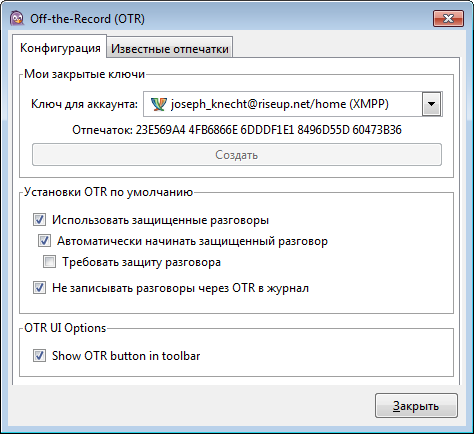 Off-the-Record (OTR)
Конфигурация
Известные отпечатки
Мои закрытые ключи
Ключ для аккаунта: joseph_knecht@riseup.net/home (XMPP)
Отпечаток: 23E569A4 4FB6866E 6DDDF1E1 8496D55D 60473B36
Создать
Установки OTR по умолчанию
Использовать защищенные разговоры
Автоматически начинать защищенный разговор
Требовать защиту разговора
Не записывать разговоры через OTR в журнал
OTR UI Options
Show OTR button in toolbar
Закрыть